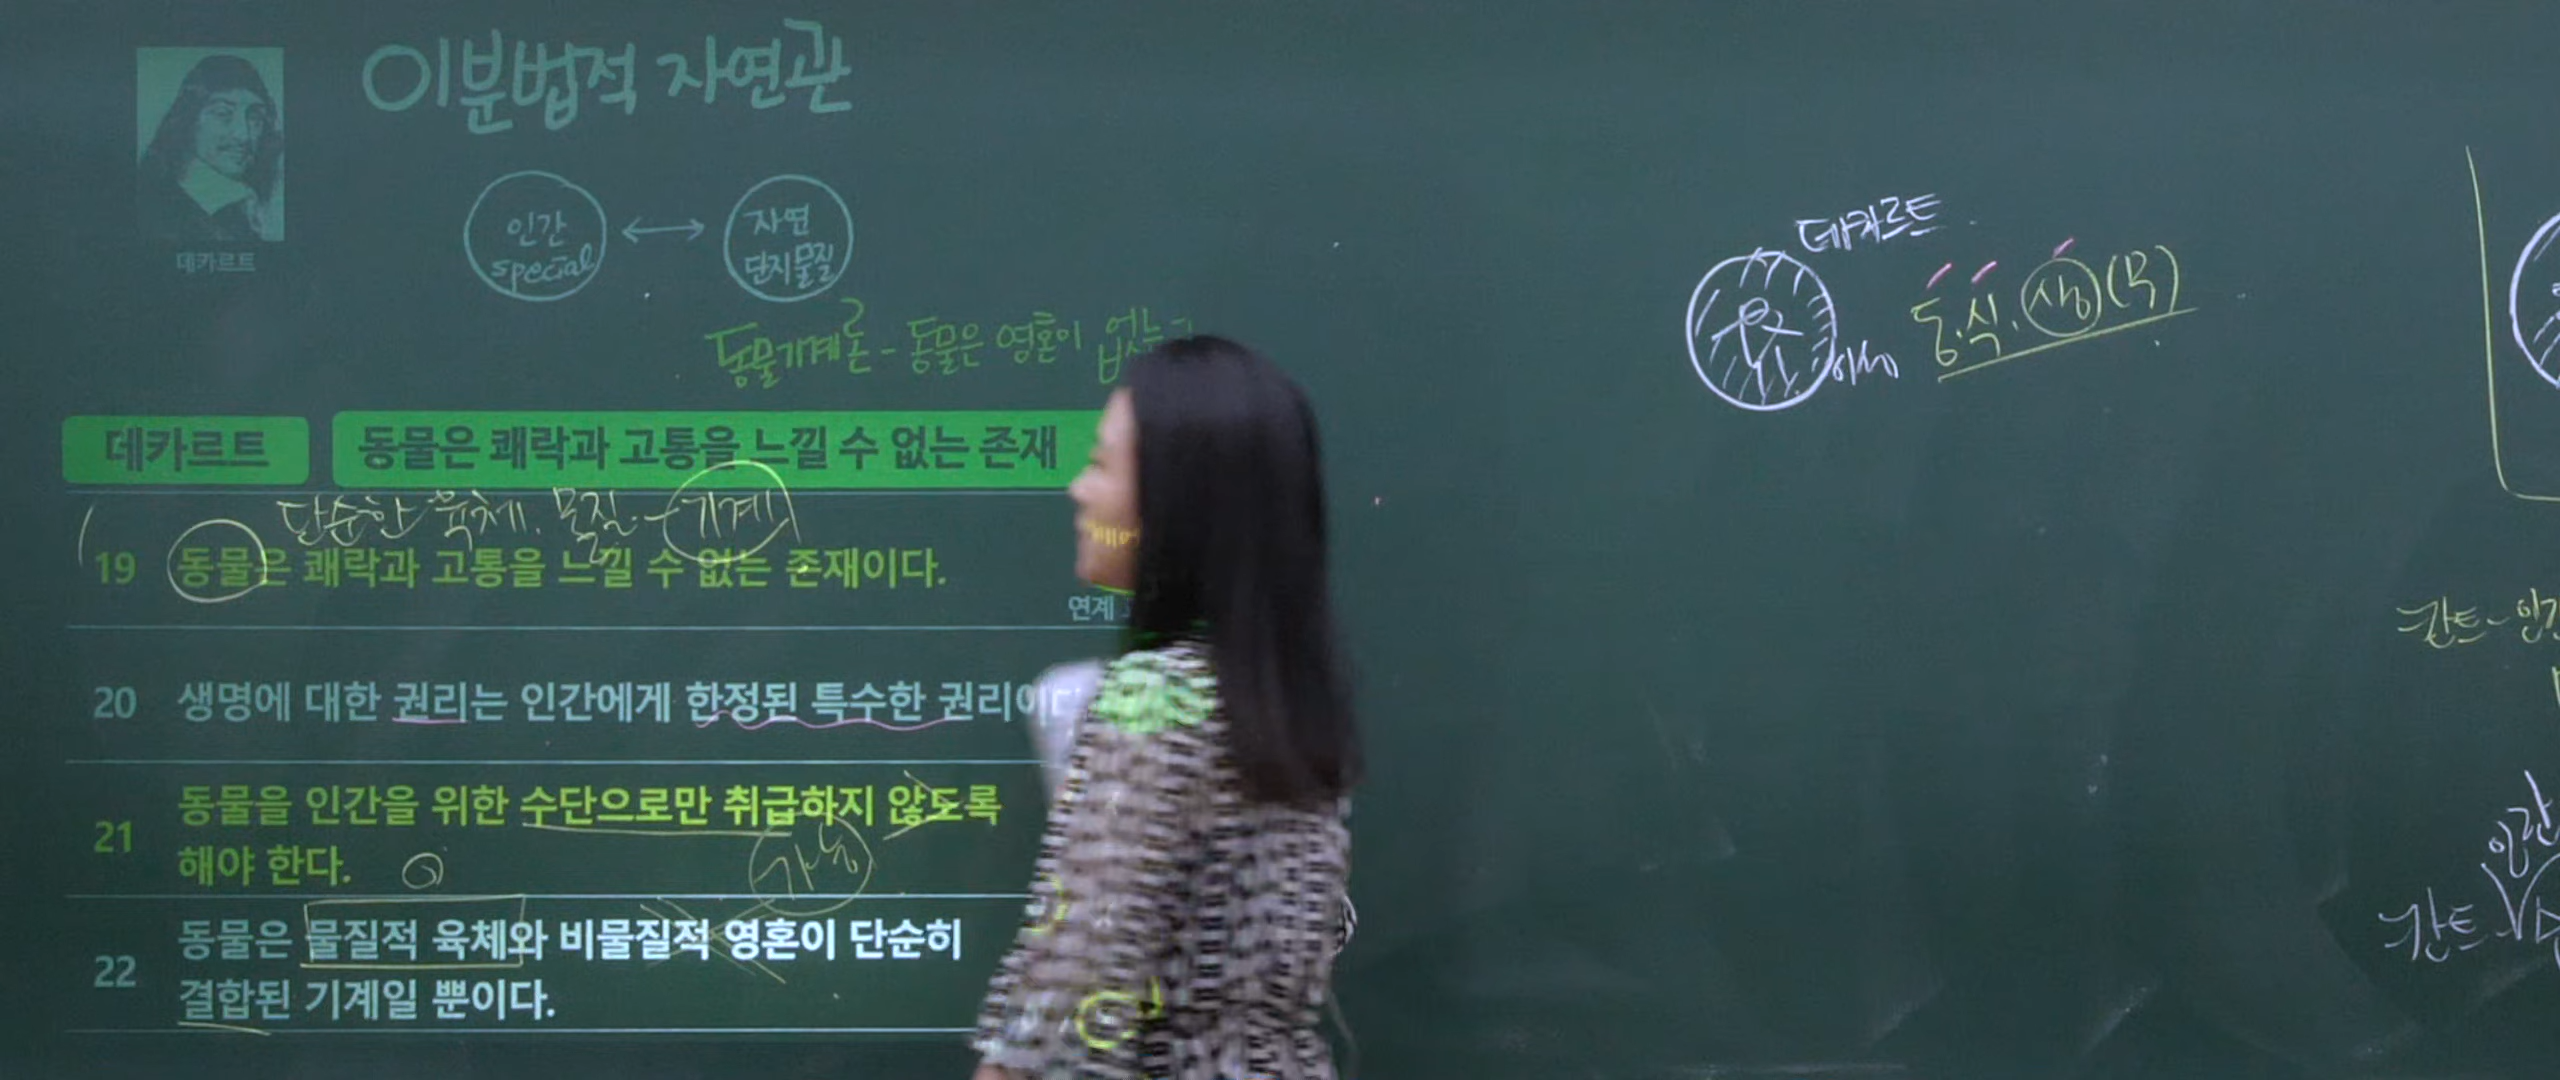 이분법적 자연관
데카르트
인간
special
자연
단지 물질
동물기계론 - 동물은 영혼이 없는
데카르트
동물은 쾌락과 고통을 느낄 수 없는 존재
단순한 육체. 물질 - 기계
19 동물은 쾌락과 고통을 느낄 수 없는 존재이다.
연계
20 생명에 대한 권리는 인간에게 한정된 특수한 권리이다
21 동물을 인간을 위한 수단으로만 취급하지 않도록
해야 한다.
가능
22 동물은 물질적 육체와 비물질적 영혼이 단순히
결합된 기계일 뿐이다.
데카르트
이성
동.식.생(무)
칸트 - 인간
인간
칸트